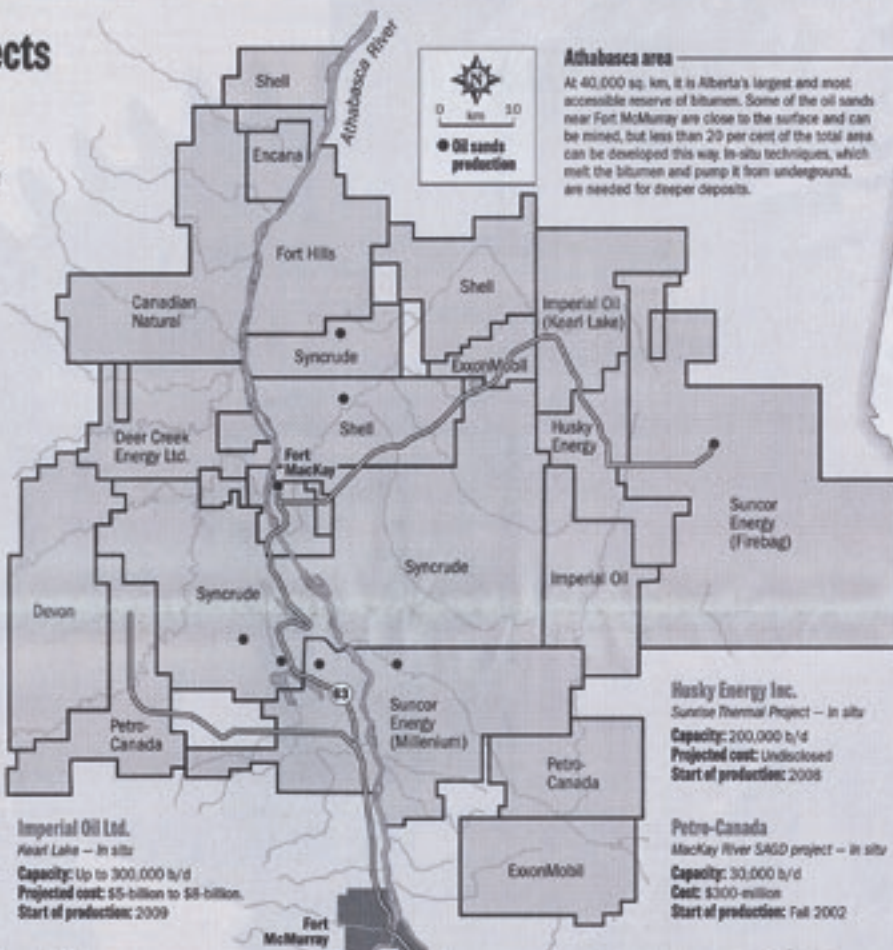 ects
Athabasca area
At 40,000 sq. km, it is Alberta's largest and most
accessible reserve of bitumen. Some of the oil sands
near Fort McMurray are close to the surface and can
be mined, but less than 20 per cent of the total area
can be developed this way. In-situ techniques, which
melt the bitumen and pump it from underground,
are needed for deeper deposits.
N
0 10
km
Oil sands
production
Athabasca River
Shell
Encana
Fort Hills
Canadian
Natural
Shell
Imperial Oil
(Kearl Lake)
Syncrude
ExxonMobil
Shell
Deer Creek
Energy Ltd.
Husky
Energy
Fort
MacKay
Suncor
Energy
(Firebag)
Syncrude
Imperial Oil
Syncrude
Devon
63
Suncor
Energy
(Millenium)
Petro-
Canada
Petro-
Canada
ExxonMobil
Fort
McMurray
Husky Energy Inc.
Sunrise Thermal Project – In situ
Capacity: 200,000 b/d
Projected cost: Undisclosed
Start of production: 2008
Imperial Oil Ltd.
Kearl Lake – In situ
Capacity: Up to 300,000 b/d
Projected cost: $5-billion to $8-billion.
Start of production: 2009
Petro-Canada
MacKay River SAGD project – In situ
Capacity: 30,000 b/d
Cost: $300-million
Start of production: Fall 2002